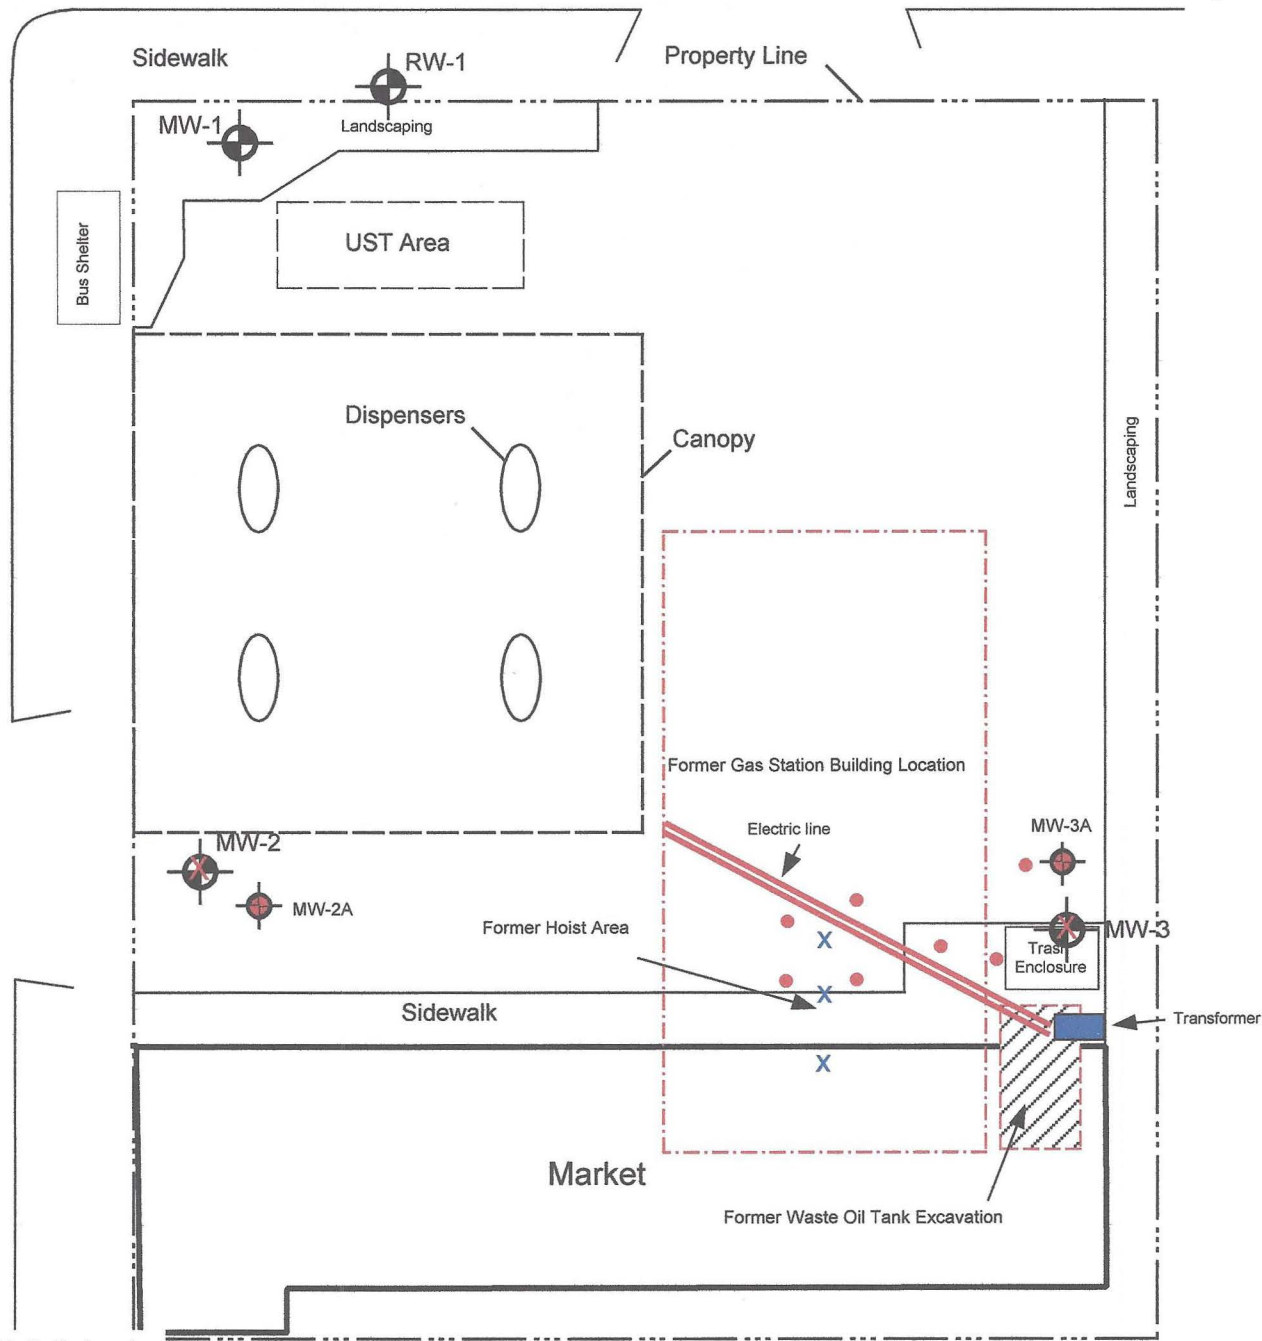 Sidewalk
RW-1
Property Line
MW-1
Landscaping
Bus Shelter
UST Area
Dispensers
Canopy
Landscaping
Former Gas Station Building Location
Electric line
MW-3A
MW-2
MW-2A
Former Hoist Area
MW-3
Trash
Enclosure
Sidewalk
Transformer
X
X
X
Market
Former Waste Oil Tank Excavation